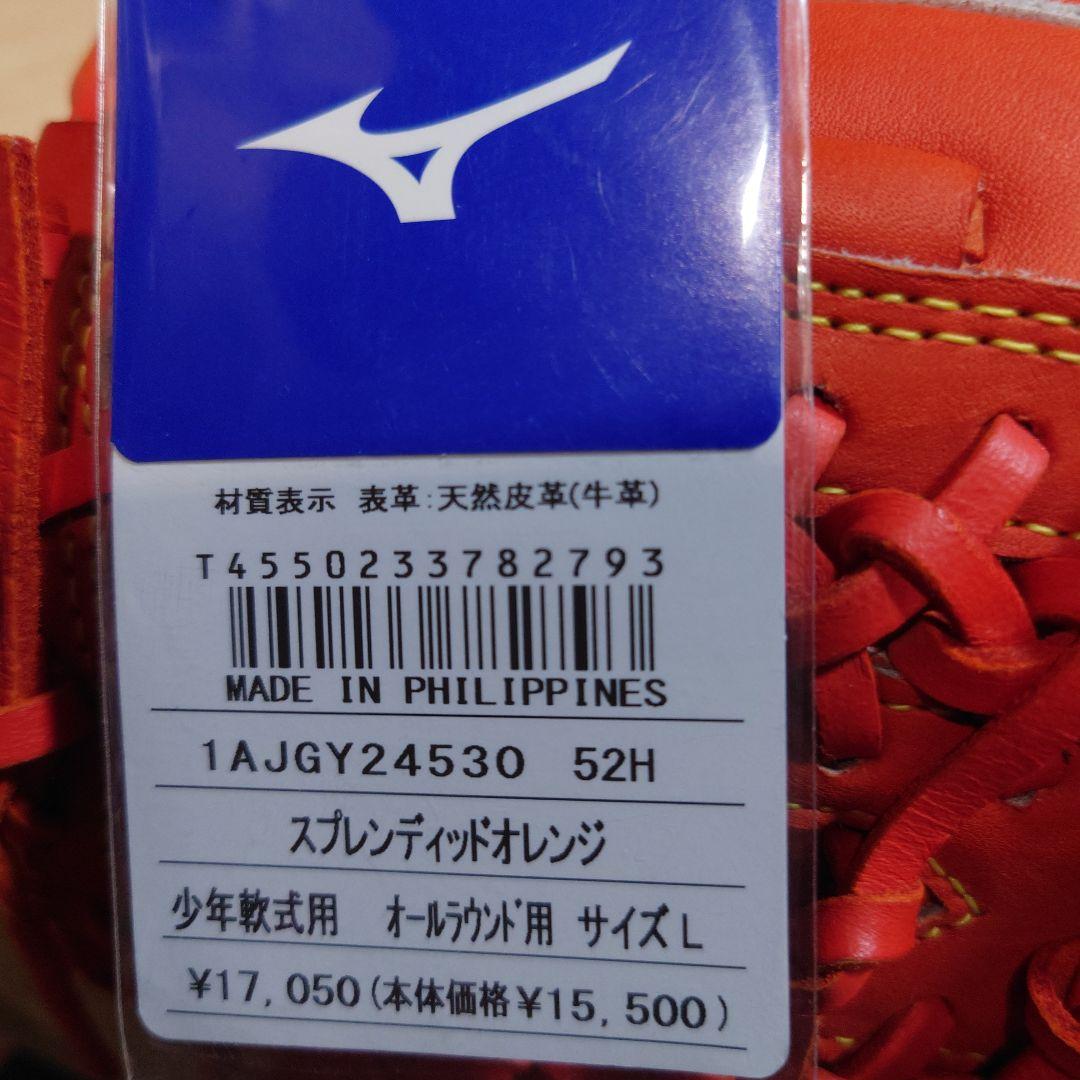 材質表示 表革:天然皮革(牛革)
T4550233782793
MADE IN PHILIPPINES
1AJGY24530 52H
スプレンディッドオレンジ
少年軟式用 オールラウンド用 サイズL
¥17,050(本体価格¥15,500)